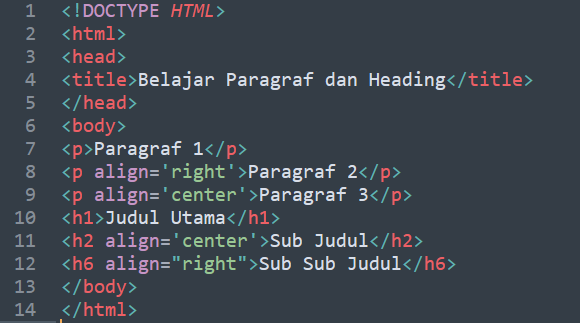 1 <!DOCTYPE HTML>
2 <html>
3 <head>
4 <title>Belajar Paragraf dan Heading</title>
5 </head>
6 <body>
7 <p>Paragraf 1</p>
8 <p align='right'>Paragraf 2</p>
9 <p align='center'>Paragraf 3</p>
10 <h1>Judul Utama</h1>
11 <h2 align='center'>Sub Judul</h2>
12 <h6 align="right">Sub Sub Judul</h6>
13 </body>
14 </html>